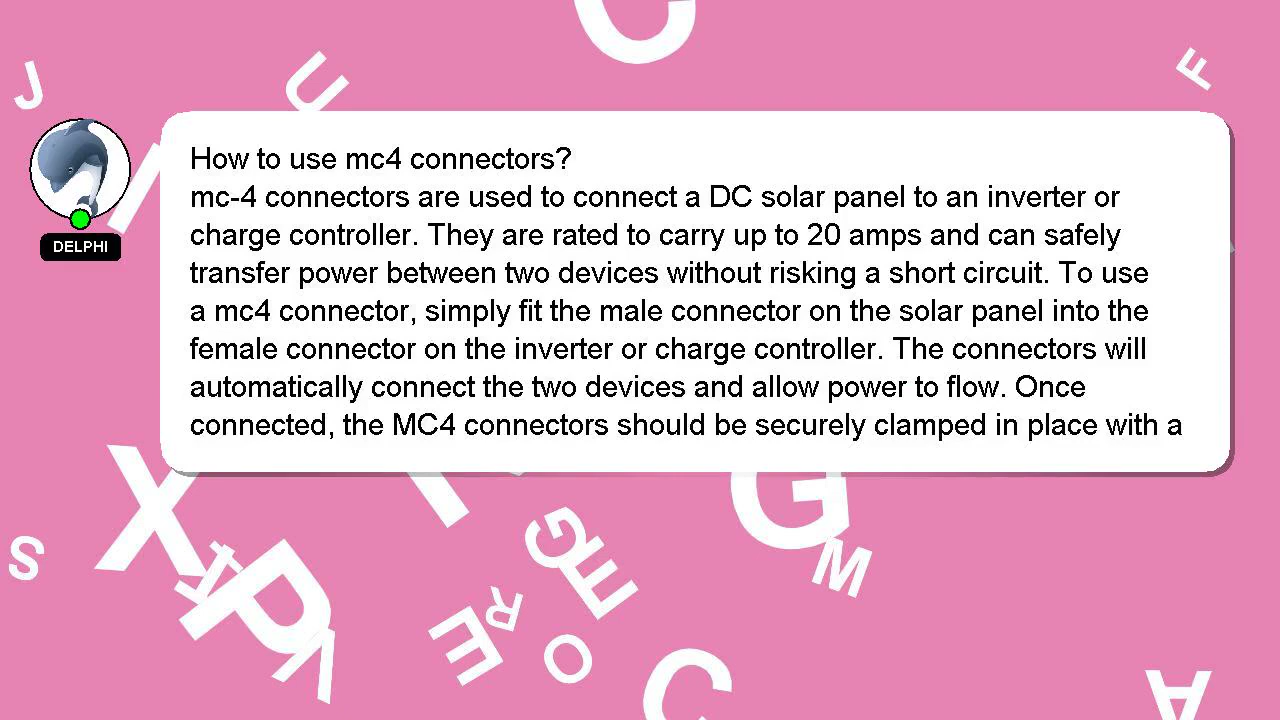 How to use mc4 connectors?
mc-4 connectors are used to connect a DC solar panel to an inverter or
charge controller. They are rated to carry up to 20 amps and can safely
transfer power between two devices without risking a short circuit. To use
a mc4 connector, simply fit the male connector on the solar panel into the
female connector on the inverter or charge controller. The connectors will
automatically connect the two devices and allow power to flow. Once
connected, the MC4 connectors should be securely clamped in place with a
DELPHI
C
J
U
F
X
G
S
P
G
E
M
R
E
O
V
C
A